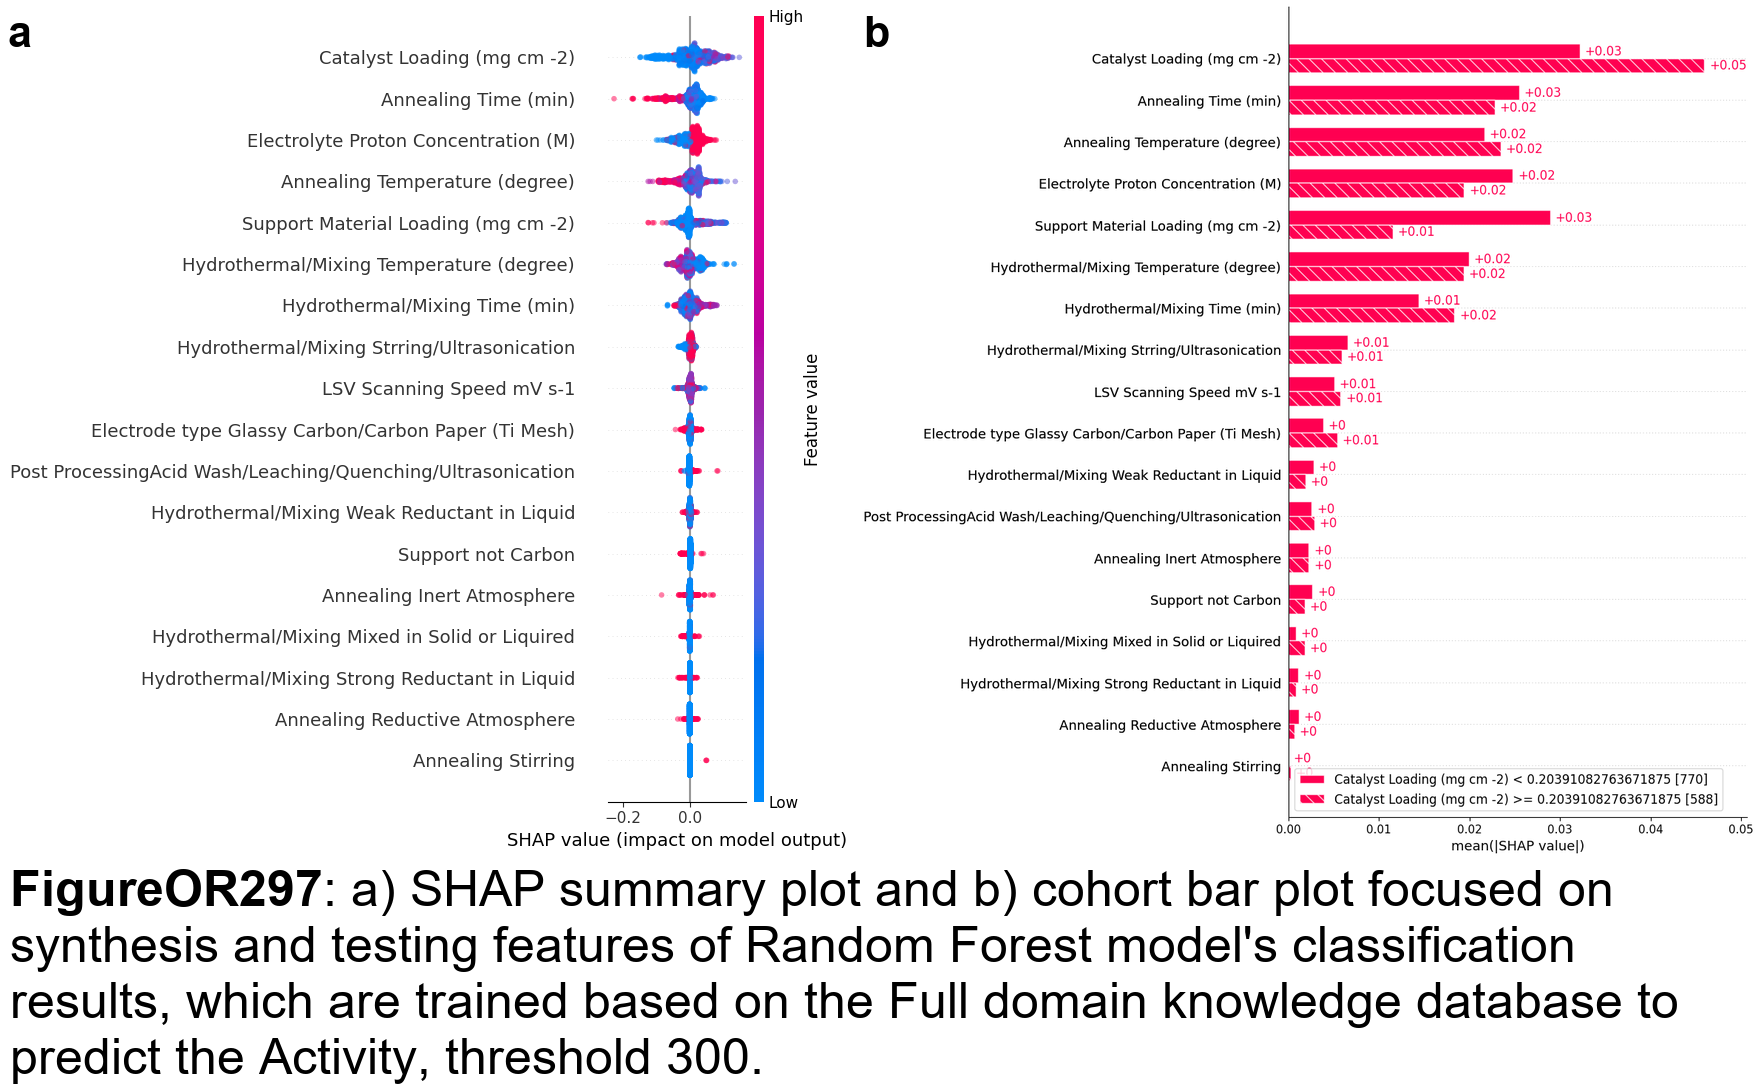 a
High
Catalyst Loading (mg cm -2)
Annealing Time (min)
Electrolyte Proton Concentration (M)
Annealing Temperature (degree)
Support Material Loading (mg cm -2)
Hydrothermal/Mixing Temperature (degree)
Hydrothermal/Mixing Time (min)
Hydrothermal/Mixing Strring/Ultrasonication
LSV Scanning Speed mV s-1
Electrode type Glassy Carbon/Carbon Paper (Ti Mesh)
Post ProcessingAcid Wash/Leaching/Quenching/Ultrasonication
Hydrothermal/Mixing Weak Reductant in Liquid
Support not Carbon
Annealing Inert Atmosphere
Hydrothermal/Mixing Mixed in Solid or Liquired
Hydrothermal/Mixing Strong Reductant in Liquid
Annealing Reductive Atmosphere
Annealing Stirring
Low
Feature value
−0.2 0.0
SHAP value (impact on model output)
b
Catalyst Loading (mg cm -2) +0.03
+0.05
Annealing Time (min) +0.03
+0.02
Annealing Temperature (degree) +0.02
+0.02
Electrolyte Proton Concentration (M) +0.02
+0.02
Support Material Loading (mg cm -2) +0.03
+0.01
Hydrothermal/Mixing Temperature (degree) +0.02
+0.02
Hydrothermal/Mixing Time (min) +0.01
+0.02
Hydrothermal/Mixing Strring/Ultrasonication +0.01
+0.01
LSV Scanning Speed mV s-1 +0.01
+0.01
Electrode type Glassy Carbon/Carbon Paper (Ti Mesh) +0
+0.01
Hydrothermal/Mixing Weak Reductant in Liquid +0
+0
Post ProcessingAcid Wash/Leaching/Quenching/Ultrasonication +0
+0
Annealing Inert Atmosphere +0
+0
Support not Carbon +0
+0
Hydrothermal/Mixing Mixed in Solid or Liquired +0
+0
Hydrothermal/Mixing Strong Reductant in Liquid +0
+0
Annealing Reductive Atmosphere +0
+0
Annealing Stirring +0
Catalyst Loading (mg cm -2) < 0.20391082763671875 [770]
Catalyst Loading (mg cm -2) >= 0.20391082763671875 [588]
0.00 0.01 0.02 0.03 0.04 0.05
mean(|SHAP value|)
FigureOR297: a) SHAP summary plot and b) cohort bar plot focused on
synthesis and testing features of Random Forest model's classification
results, which are trained based on the Full domain knowledge database to
predict the Activity, threshold 300.